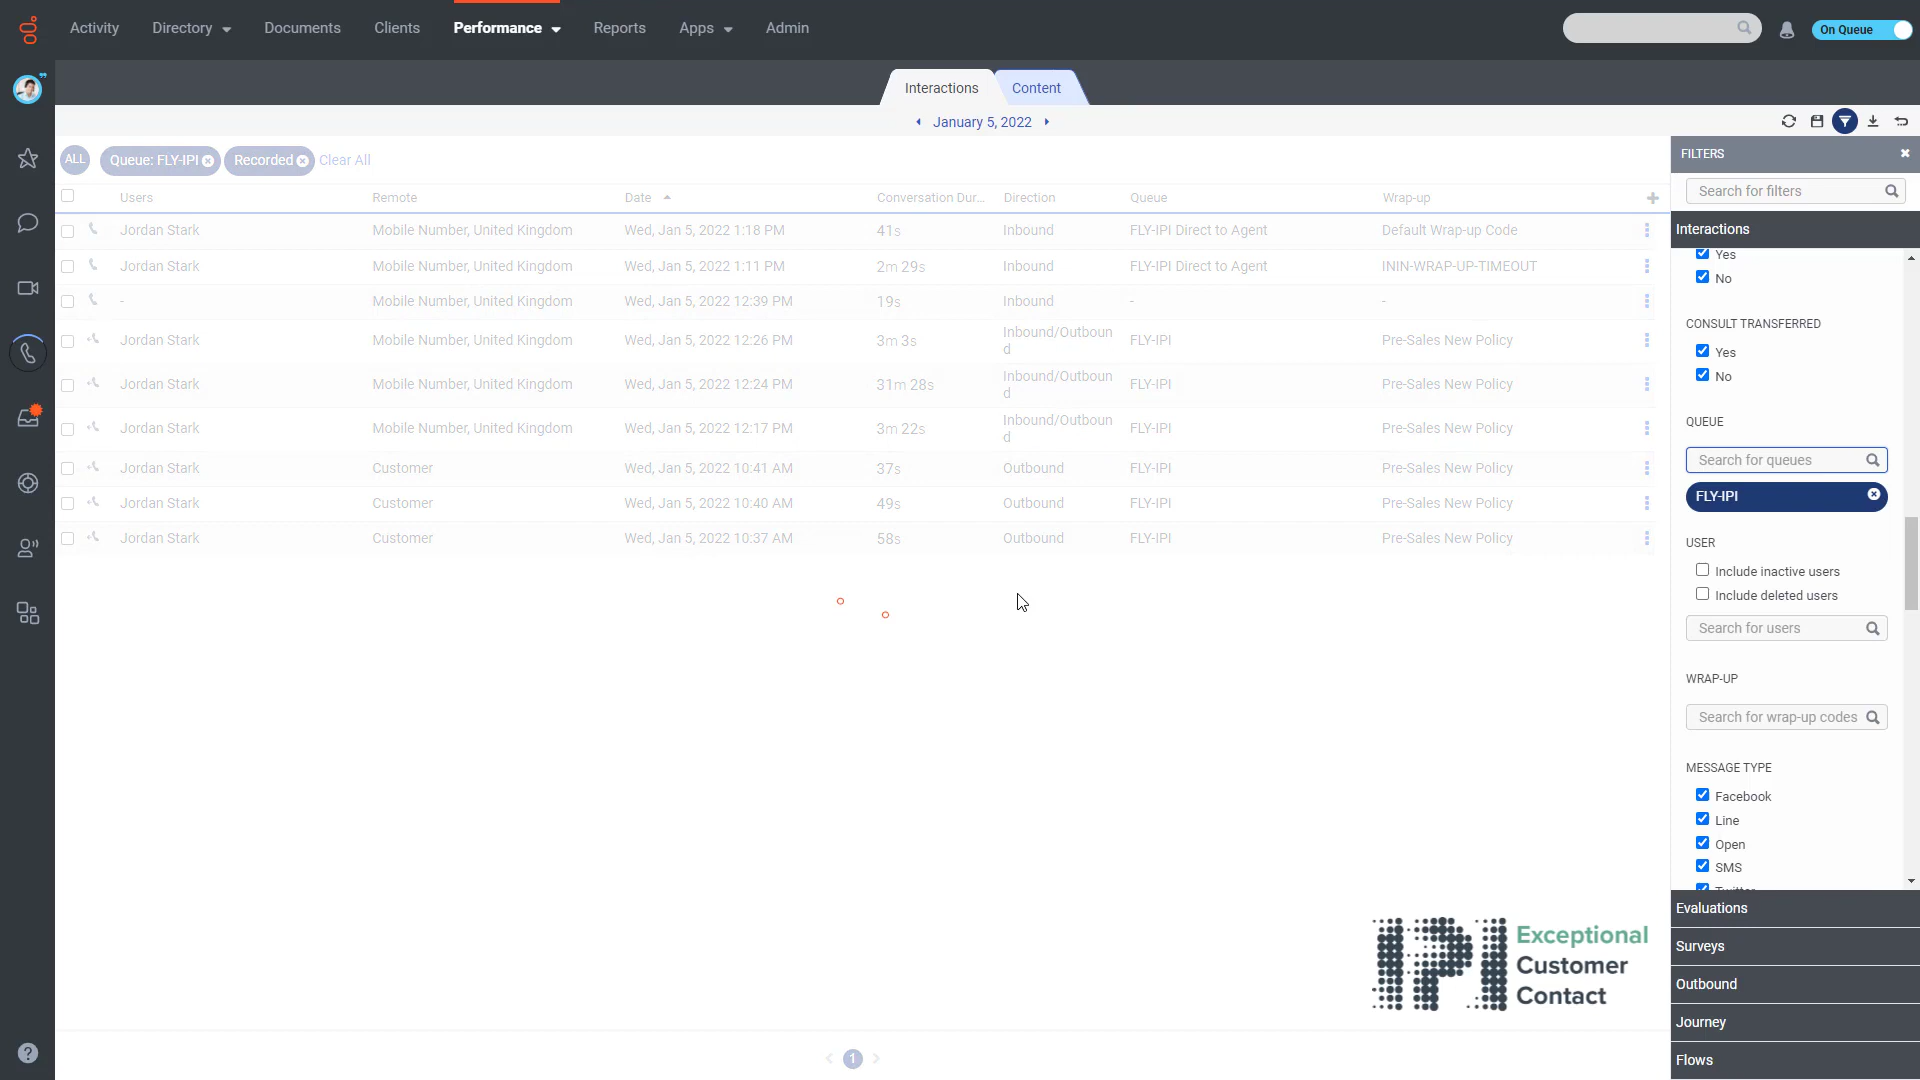 Activity
Directory
Documents
Clients
Performance
Reports
Apps
Admin
On Queue
Interactions
Content
January 5, 2022
ALL
Queue: FLY-IPI
Recorded
Clear All
Users Remote Date Conversation Dur... Direction Queue Wrap-up
Jordan Stark Mobile Number, United Kingdom Wed, Jan 5, 2022 1:18 PM 41s Inbound FLY-IPI Direct to Agent Default Wrap-up Code
Jordan Stark Mobile Number, United Kingdom Wed, Jan 5, 2022 1:11 PM 2m 29s Inbound FLY-IPI Direct to Agent ININ-WRAP-UP-TIMEOUT
- Mobile Number, United Kingdom Wed, Jan 5, 2022 12:39 PM 19s Inbound - -
Jordan Stark Mobile Number, United Kingdom Wed, Jan 5, 2022 12:26 PM 3m 3s Inbound/Outboun
d
FLY-IPI Pre-Sales New Policy
Jordan Stark Mobile Number, United Kingdom Wed, Jan 5, 2022 12:24 PM 31m 28s Inbound/Outboun
d
FLY-IPI Pre-Sales New Policy
Jordan Stark Mobile Number, United Kingdom Wed, Jan 5, 2022 12:17 PM 3m 22s Inbound/Outboun
d
FLY-IPI Pre-Sales New Policy
Jordan Stark Customer Wed, Jan 5, 2022 10:41 AM 37s Outbound FLY-IPI Pre-Sales New Policy
Jordan Stark Customer Wed, Jan 5, 2022 10:40 AM 49s Outbound FLY-IPI Pre-Sales New Policy
Jordan Stark Customer Wed, Jan 5, 2022 10:37 AM 58s Outbound FLY-IPI Pre-Sales New Policy
1
IPI
Exceptional
Customer
Contact
FILTERS
Search for filters
Interactions
Yes
No
CONSULT TRANSFERRED
Yes
No
QUEUE
Search for queues
FLY-IPI
USER
Include inactive users
Include deleted users
Search for users
WRAP-UP
Search for wrap-up codes
MESSAGE TYPE
Facebook
Line
Open
SMS
Twitter
Evaluations
Surveys
Outbound
Journey
Flows